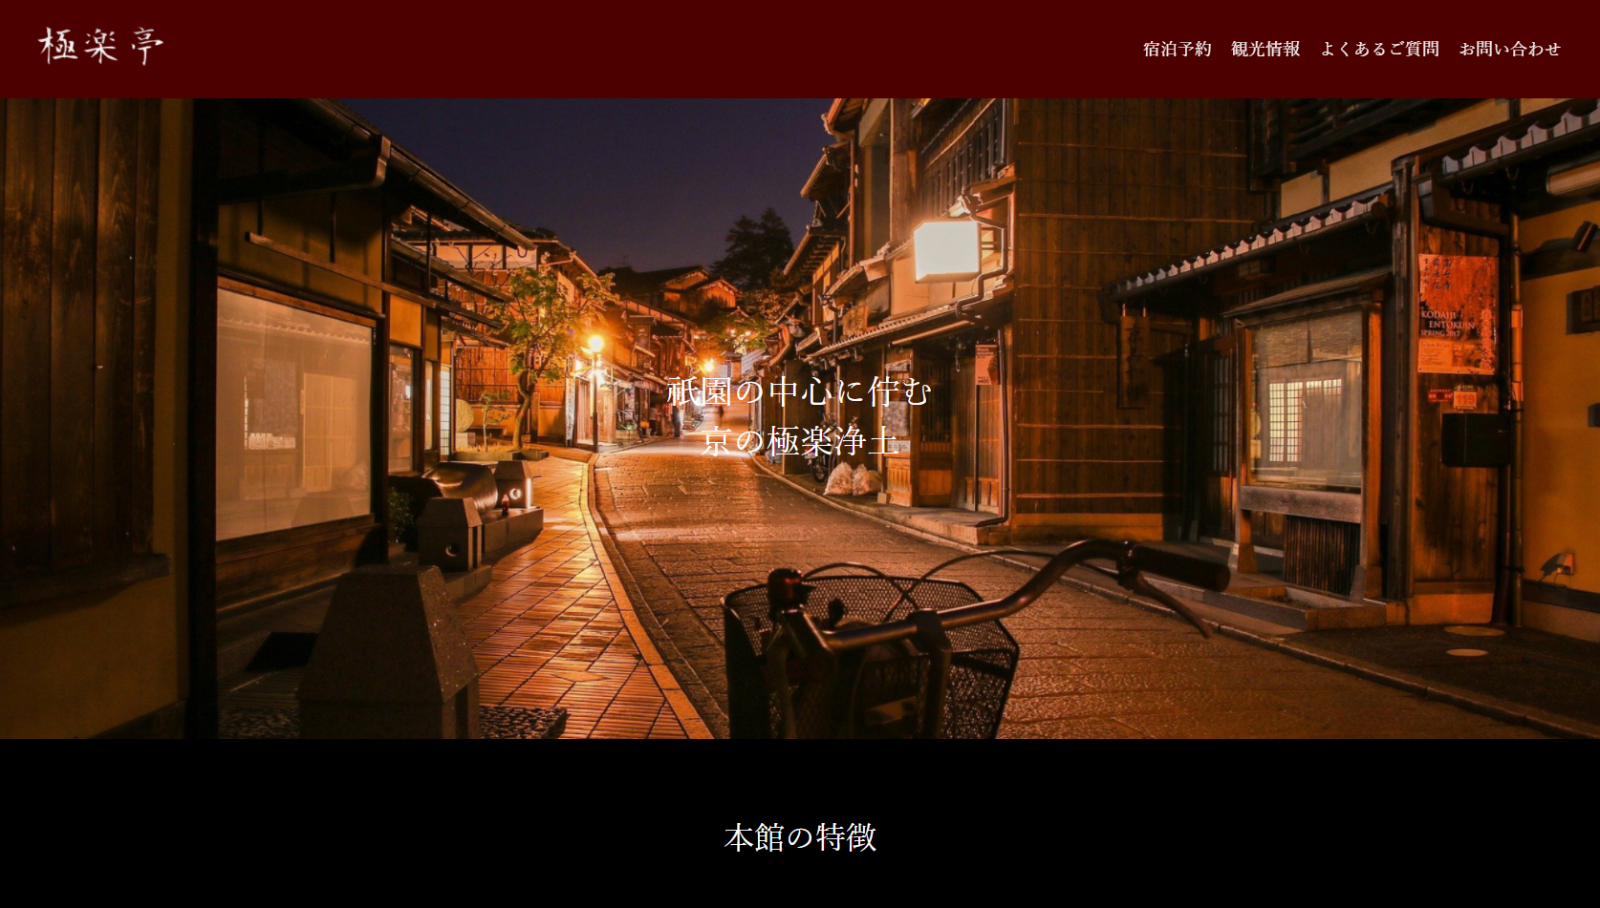 極楽亭
宿泊予約 観光情報 よくあるご質問 お問い合わせ
KODAIJI
ENTOKUIN
SPRING 2017
119
祇園の中心に佇む
京の極楽浄土
本館の特徴